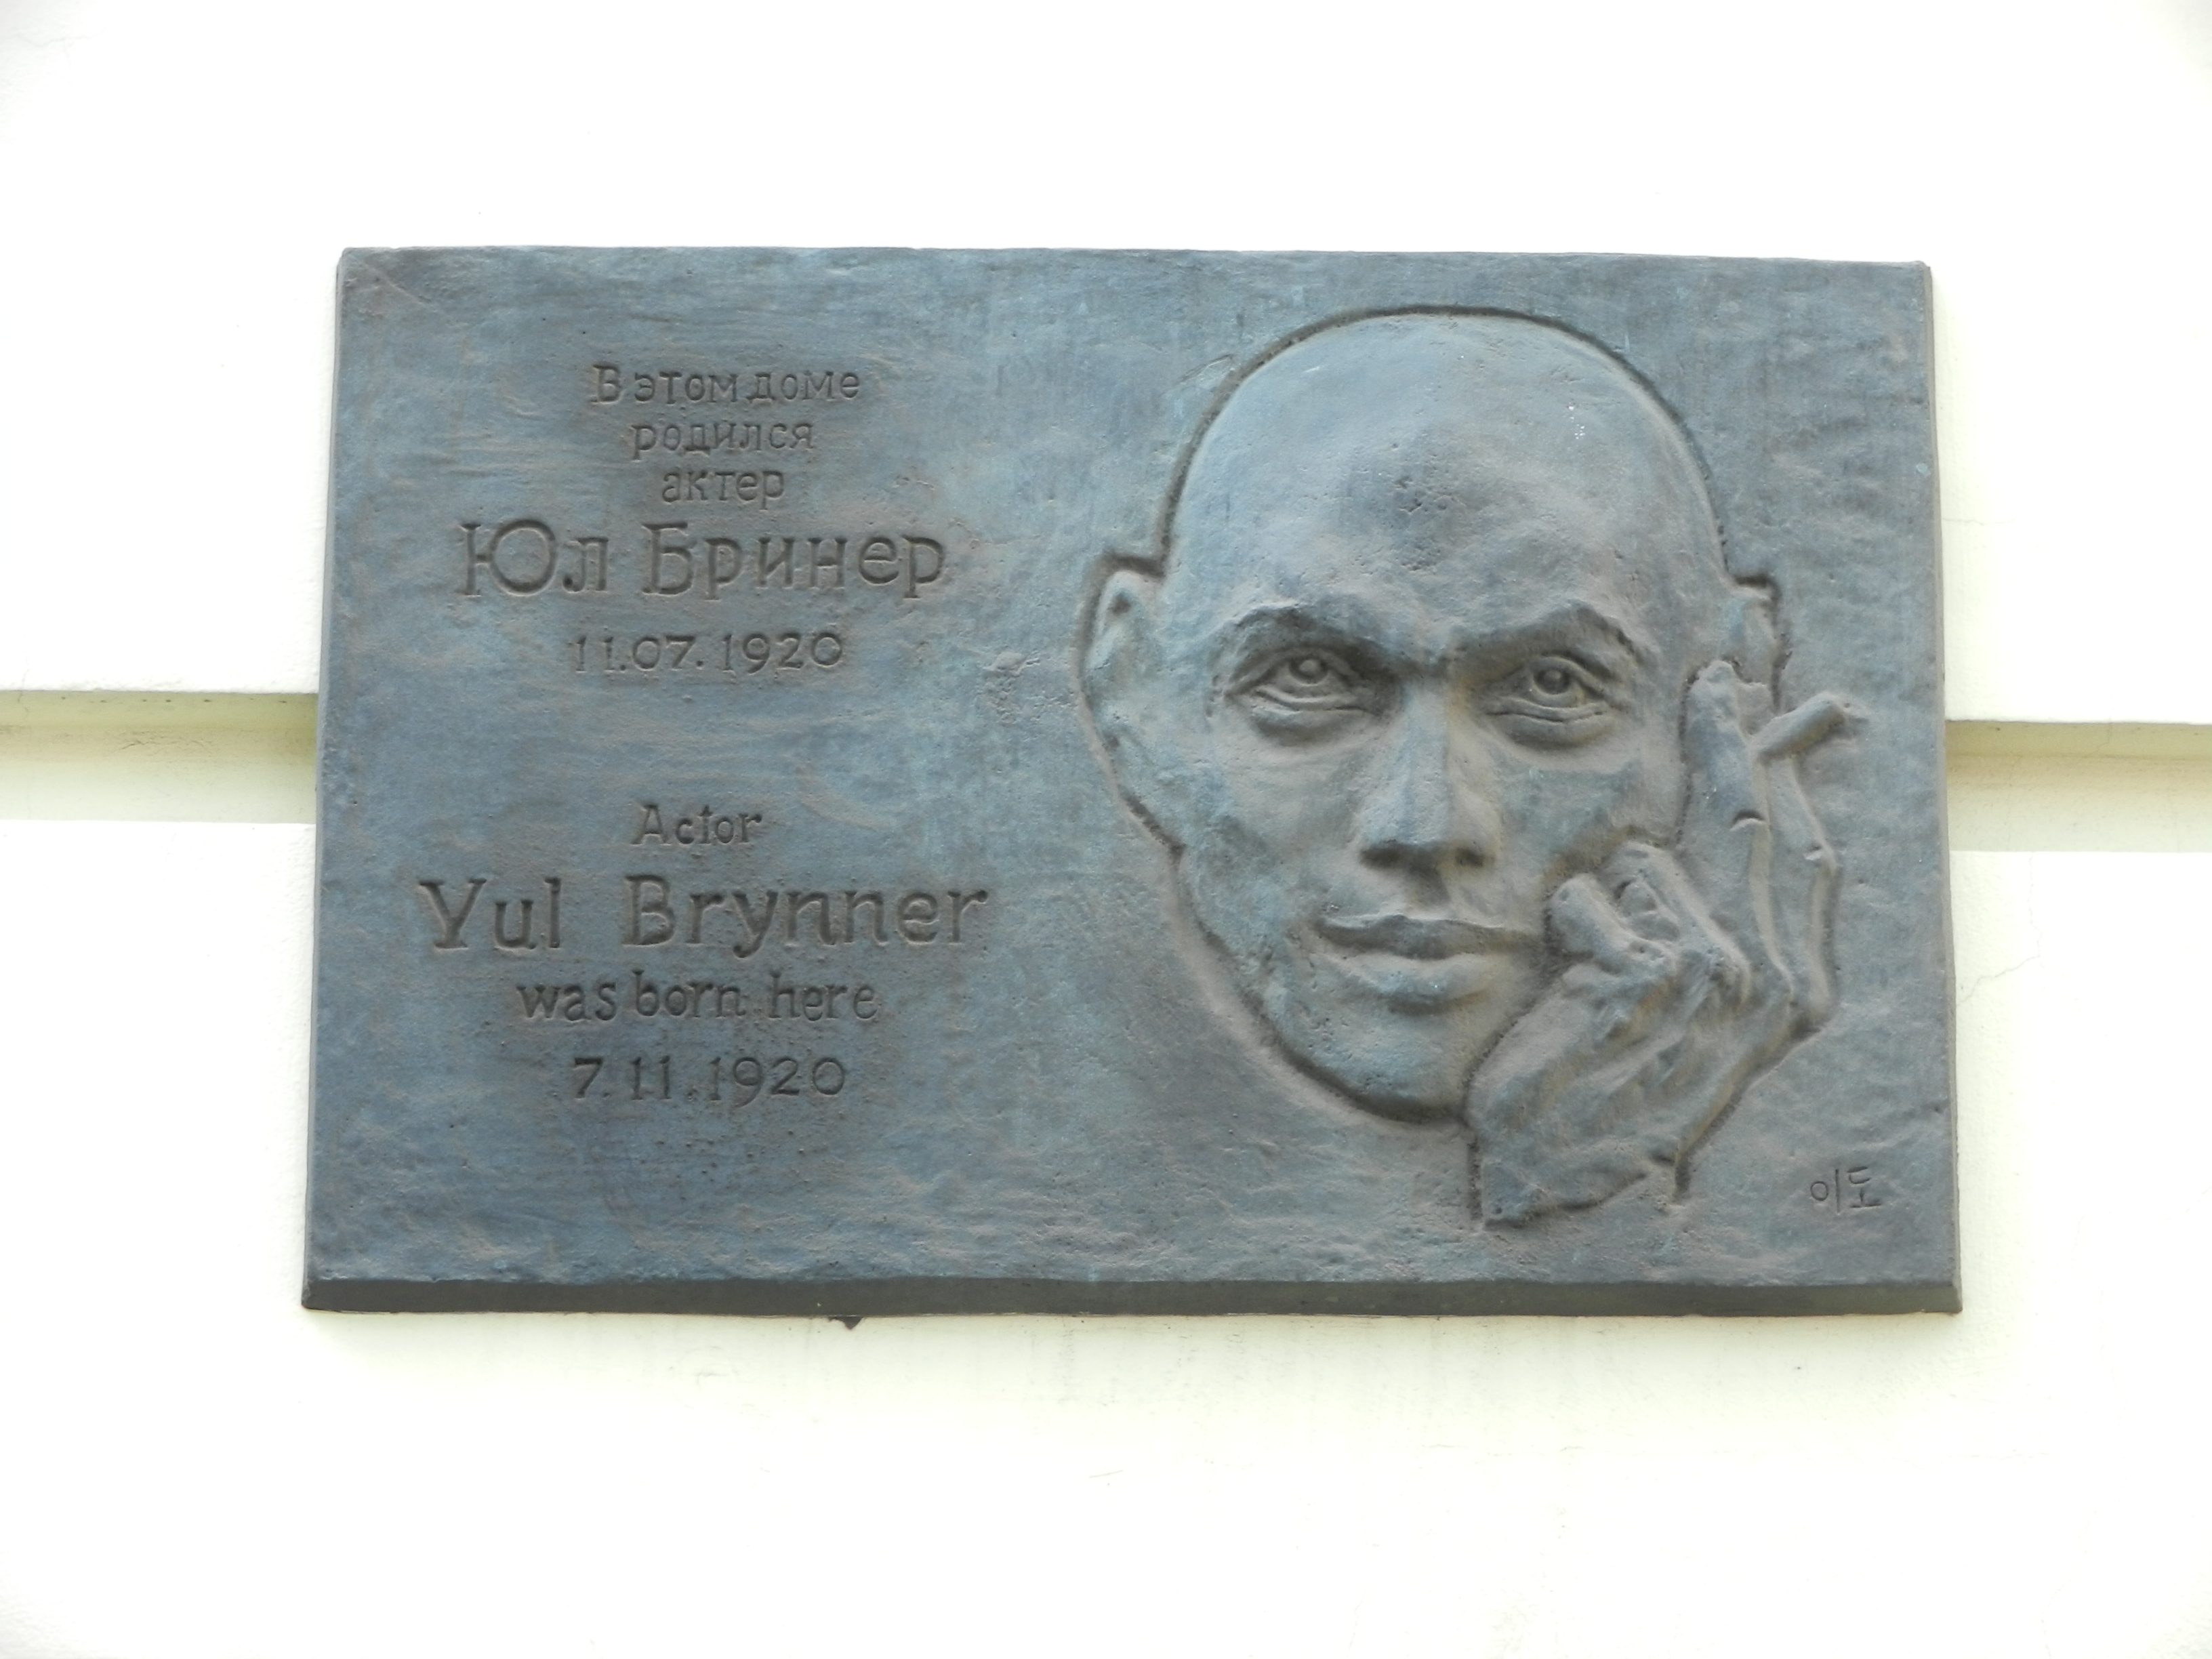 В этом доме
родился
актер
Юл Бринер
11.07.1920
Actor
Yul Brynner
was born here
7.11.1920
이도